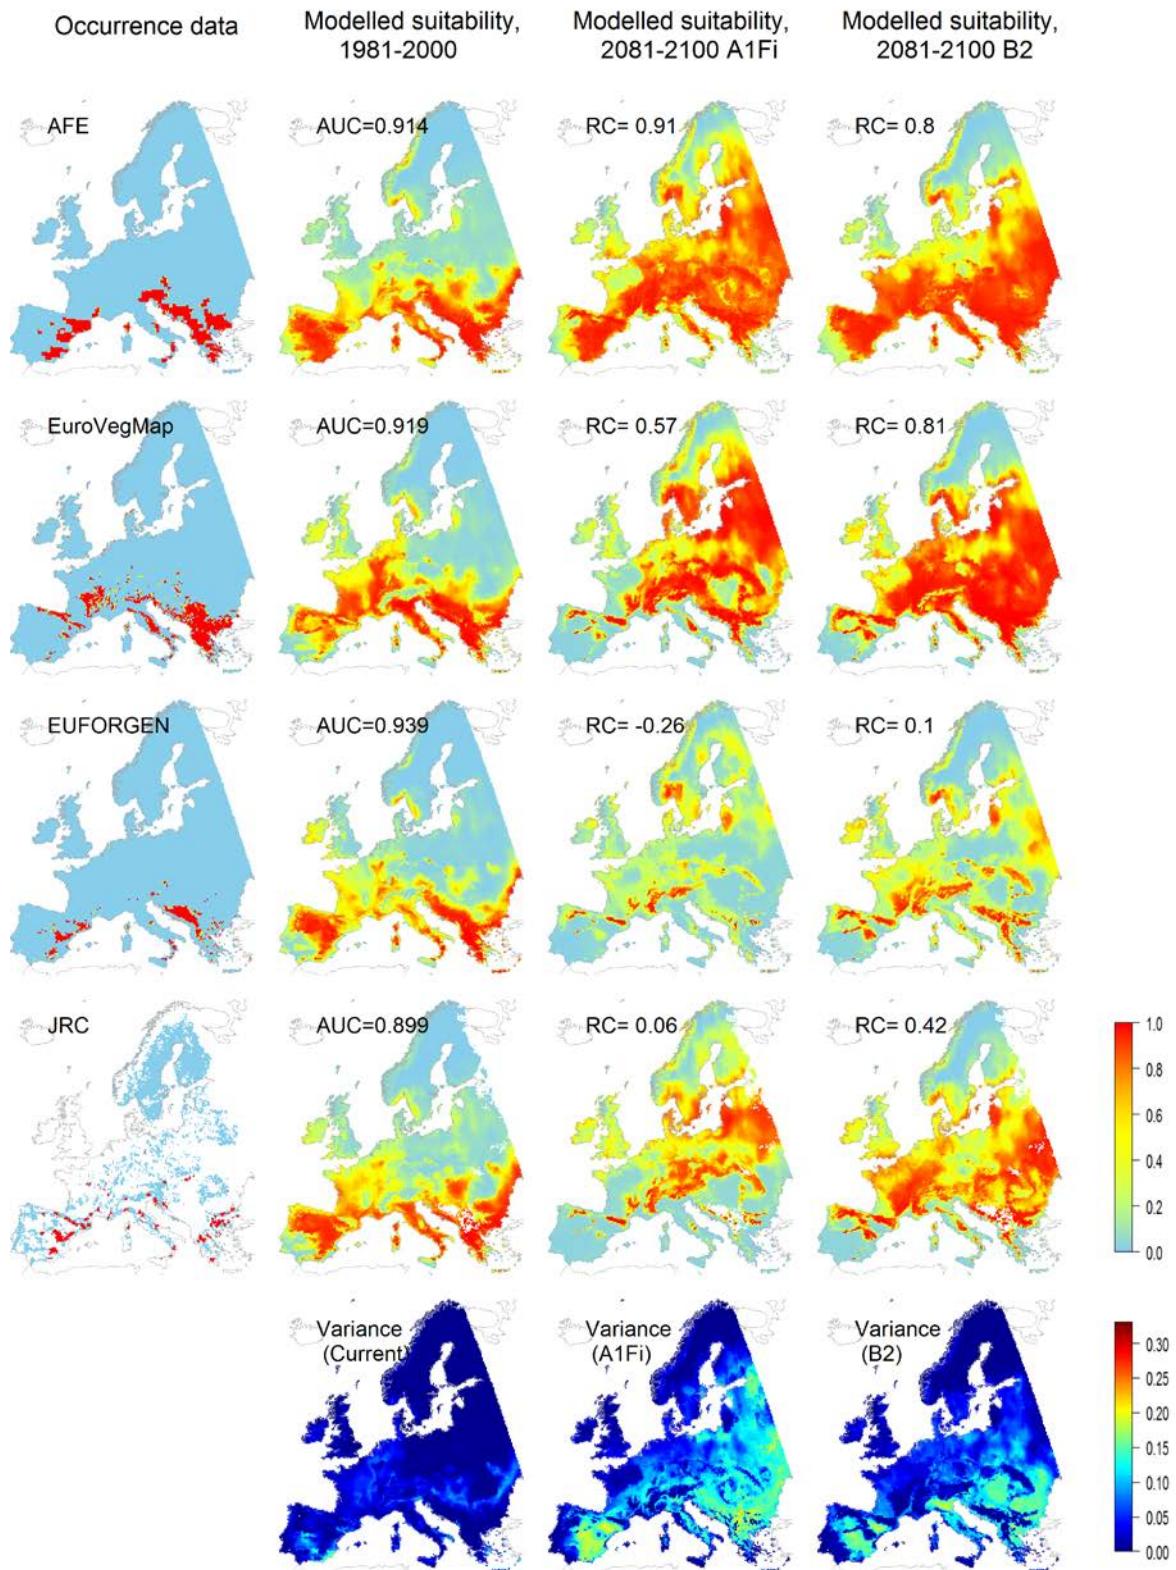 Occurrence data
Modelled suitability,
1981-2000
Modelled suitability,
2081-2100 A1Fi
Modelled suitability,
2081-2100 B2
AFE
AUC=0.914
RC= 0.91
RC= 0.8
EuroVegMap
AUC=0.919
RC= 0.57
RC= 0.81
EUFORGEN
AUC=0.939
RC= -0.26
RC= 0.1
JRC
AUC=0.899
RC= 0.06
RC= 0.42
1.0
0.8
0.6
0.4
0.2
0.0
Variance
(Current)
Variance
(A1Fi)
Variance
(B2)
0.30
0.25
0.20
0.15
0.10
0.05
0.00